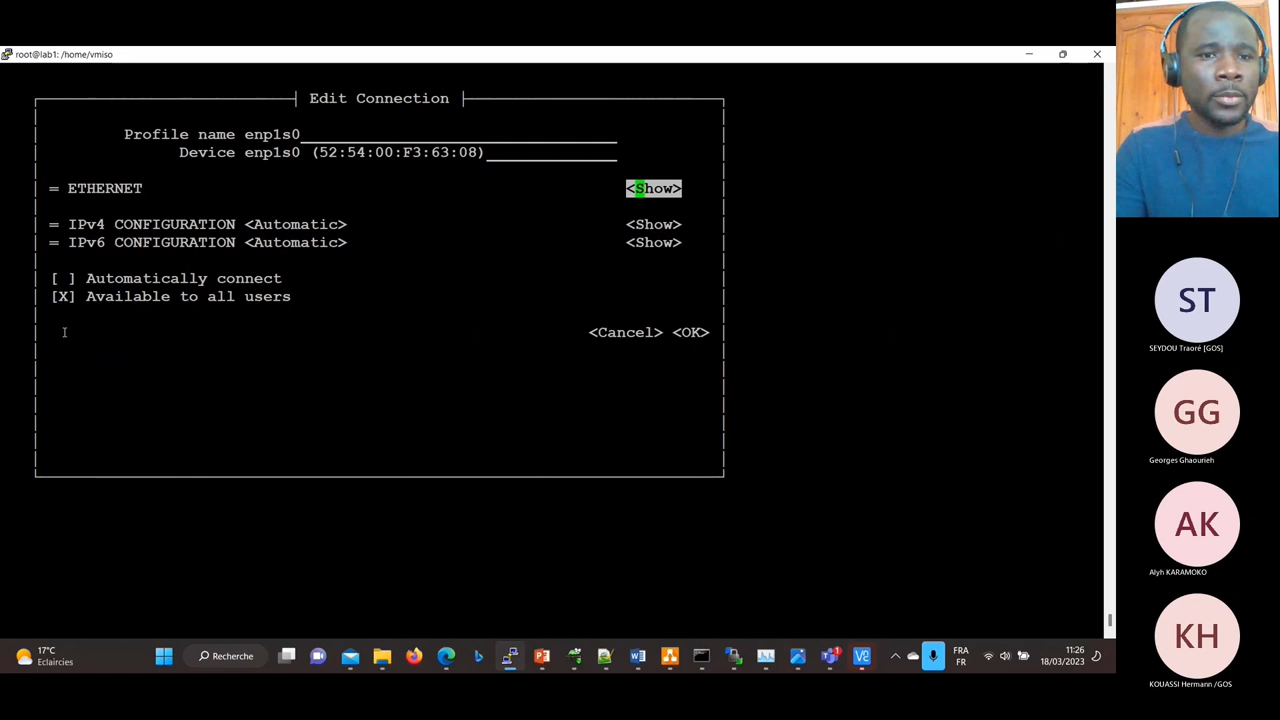 root@lab1: /home/vmiso
Edit Connection
Profile name enp1s0
Device enp1s0 (52:54:00:F3:63:08)
= ETHERNET <Show>
= IPv4 CONFIGURATION <Automatic> <Show>
= IPv6 CONFIGURATION <Automatic> <Show>
[ ] Automatically connect
[X] Available to all users
<Cancel> <OK>
ST
SEYDOU Traoré [GOS]
GG
Georges Ghaourieh
AK
Alyh KARAMOKO
KH
KOUASSI Hermann /GOS
17°C
Eclaircies
Recherche
FRA
FR
11:26
18/03/2023